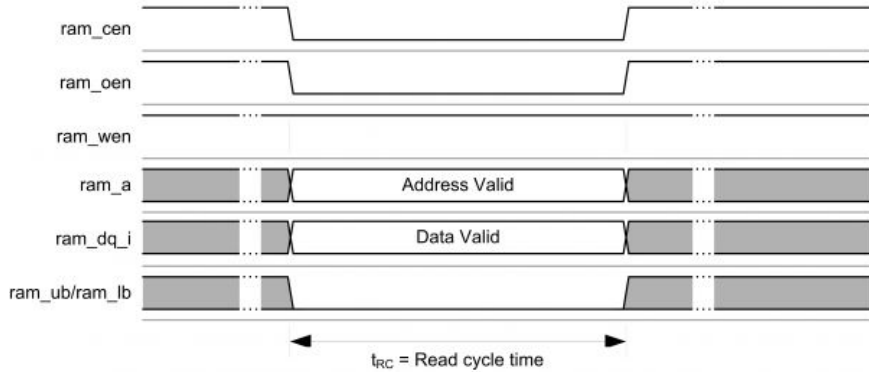 ram_cen
ram_oen
ram_wen
ram_a
Address Valid
ram_dq_i
Data Valid
ram_ub/ram_lb
tRC = Read cycle time